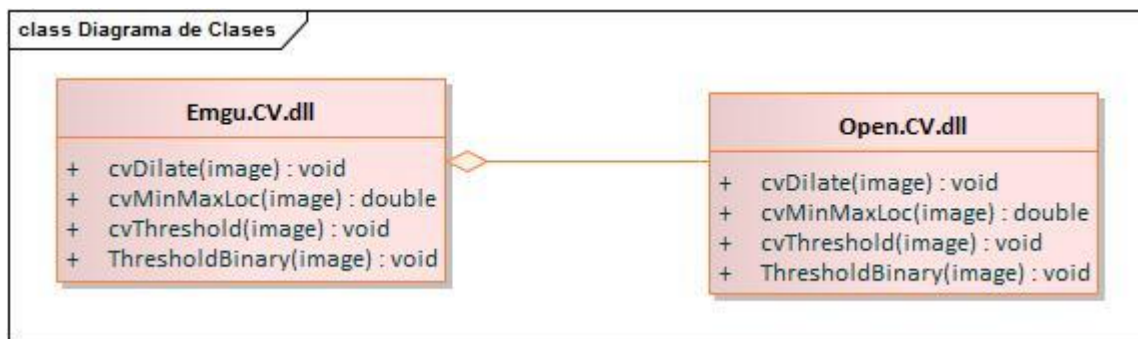 class Diagrama de Clases
Emgu.CV.dll
+ cvDilate(image) : void
+ cvMinMaxLoc(image) : double
+ cvThreshold(image) : void
+ ThresholdBinary(image) : void
Open.CV.dll
+ cvDilate(image) : void
+ cvMinMaxLoc(image) : double
+ cvThreshold(image) : void
+ ThresholdBinary(image) : void